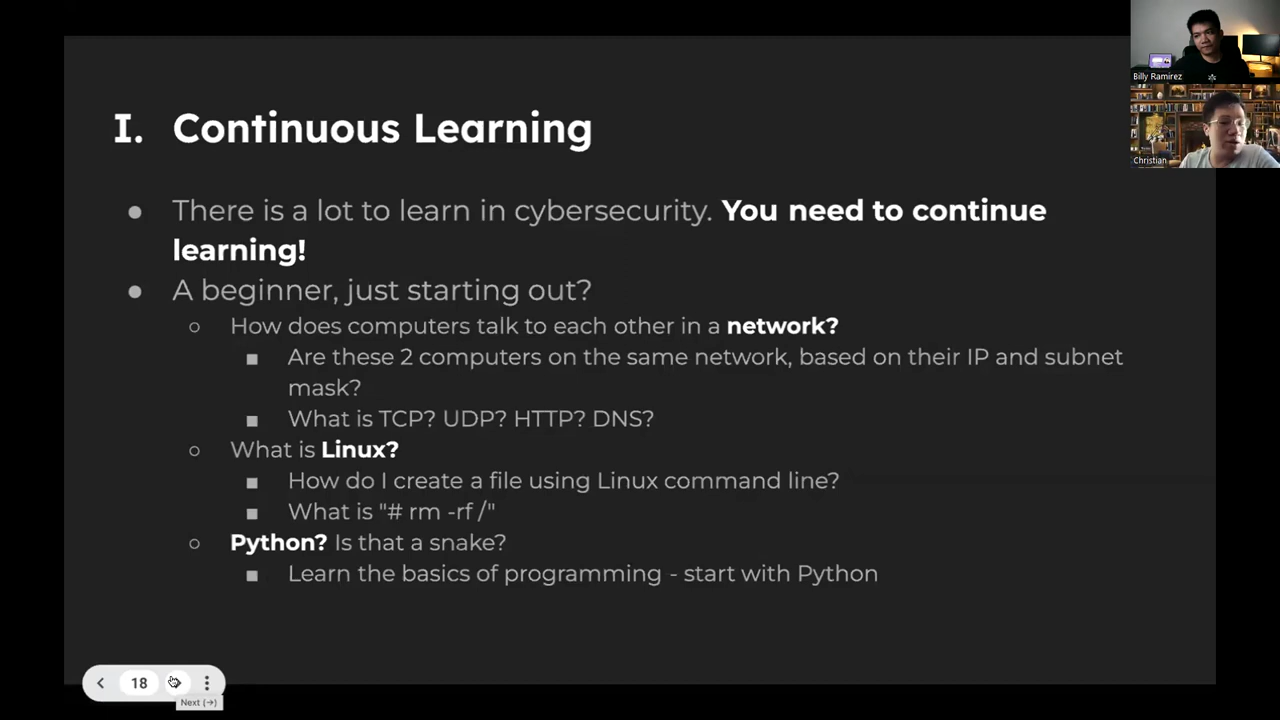 I. Continuous Learning
● There is a lot to learn in cybersecurity. You need to continue
learning!
● A beginner, just starting out?
○ How does computers talk to each other in a network?
■ Are these 2 computers on the same network, based on their IP and subnet
mask?
■ What is TCP? UDP? HTTP? DNS?
○ What is Linux?
■ How do I create a file using Linux command line?
■ What is "# rm -rf /"
○ Python? Is that a snake?
■ Learn the basics of programming - start with Python
Billy Ramirez
Christian
18
Next (→)